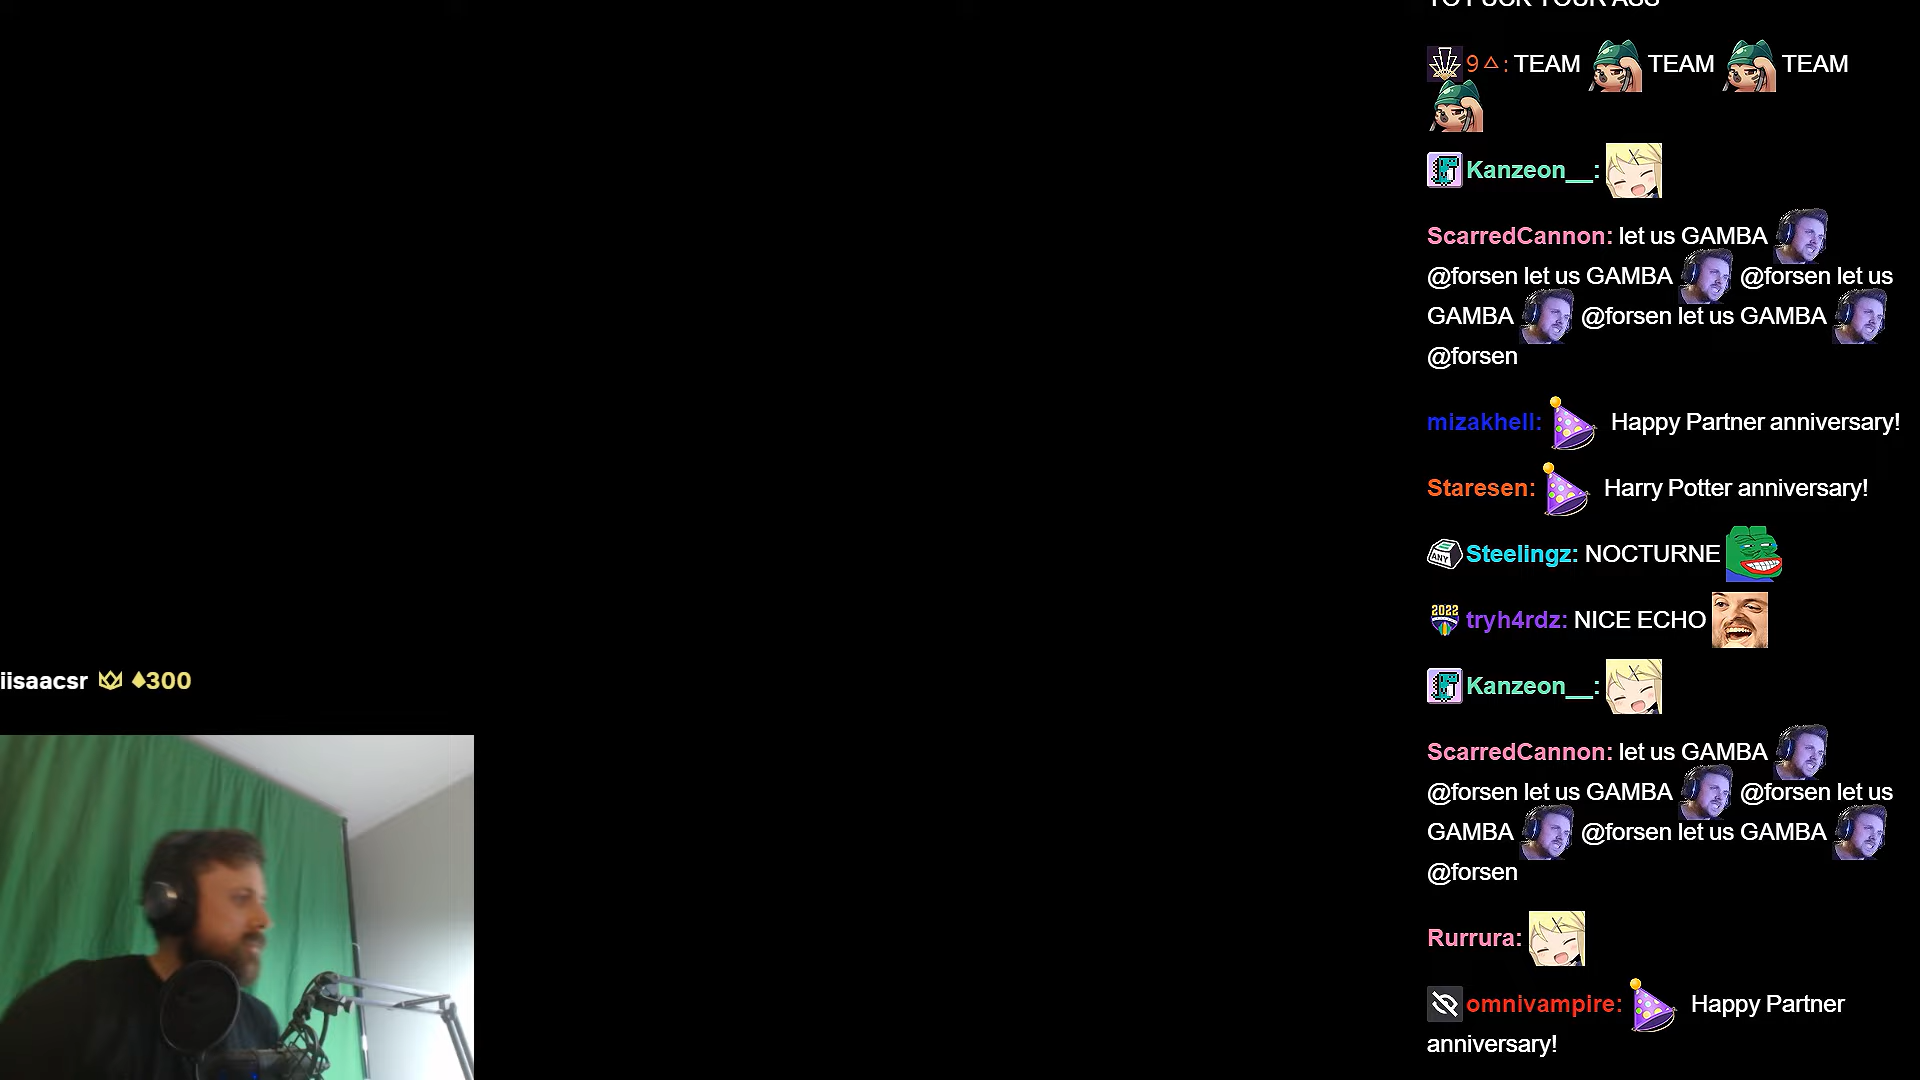 9△: TEAM TEAM TEAM
Kanzeon__:
ScarredCannon: let us GAMBA
@forsen let us GAMBA @forsen let us
GAMBA @forsen let us GAMBA
@forsen
mizakhell: Happy Partner anniversary!
Staresen: Harry Potter anniversary!
ANY Steelingz: NOCTURNE
2022 tryh4rdz: NICE ECHO
iisaacsr 300
Kanzeon__:
ScarredCannon: let us GAMBA
@forsen let us GAMBA @forsen let us
GAMBA @forsen let us GAMBA
@forsen
Rurrura:
omnivampire: Happy Partner
anniversary!